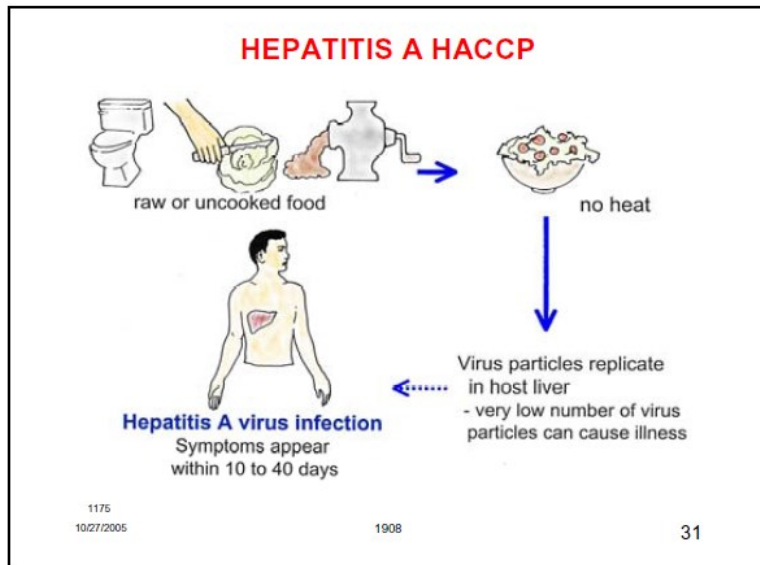 HEPATITIS A HACCP
raw or uncooked food
no heat
Virus particles replicate
in host liver
- very low number of virus
particles can cause illness
Hepatitis A virus infection
Symptoms appear
within 10 to 40 days
1175
10/27/2005
1908
31